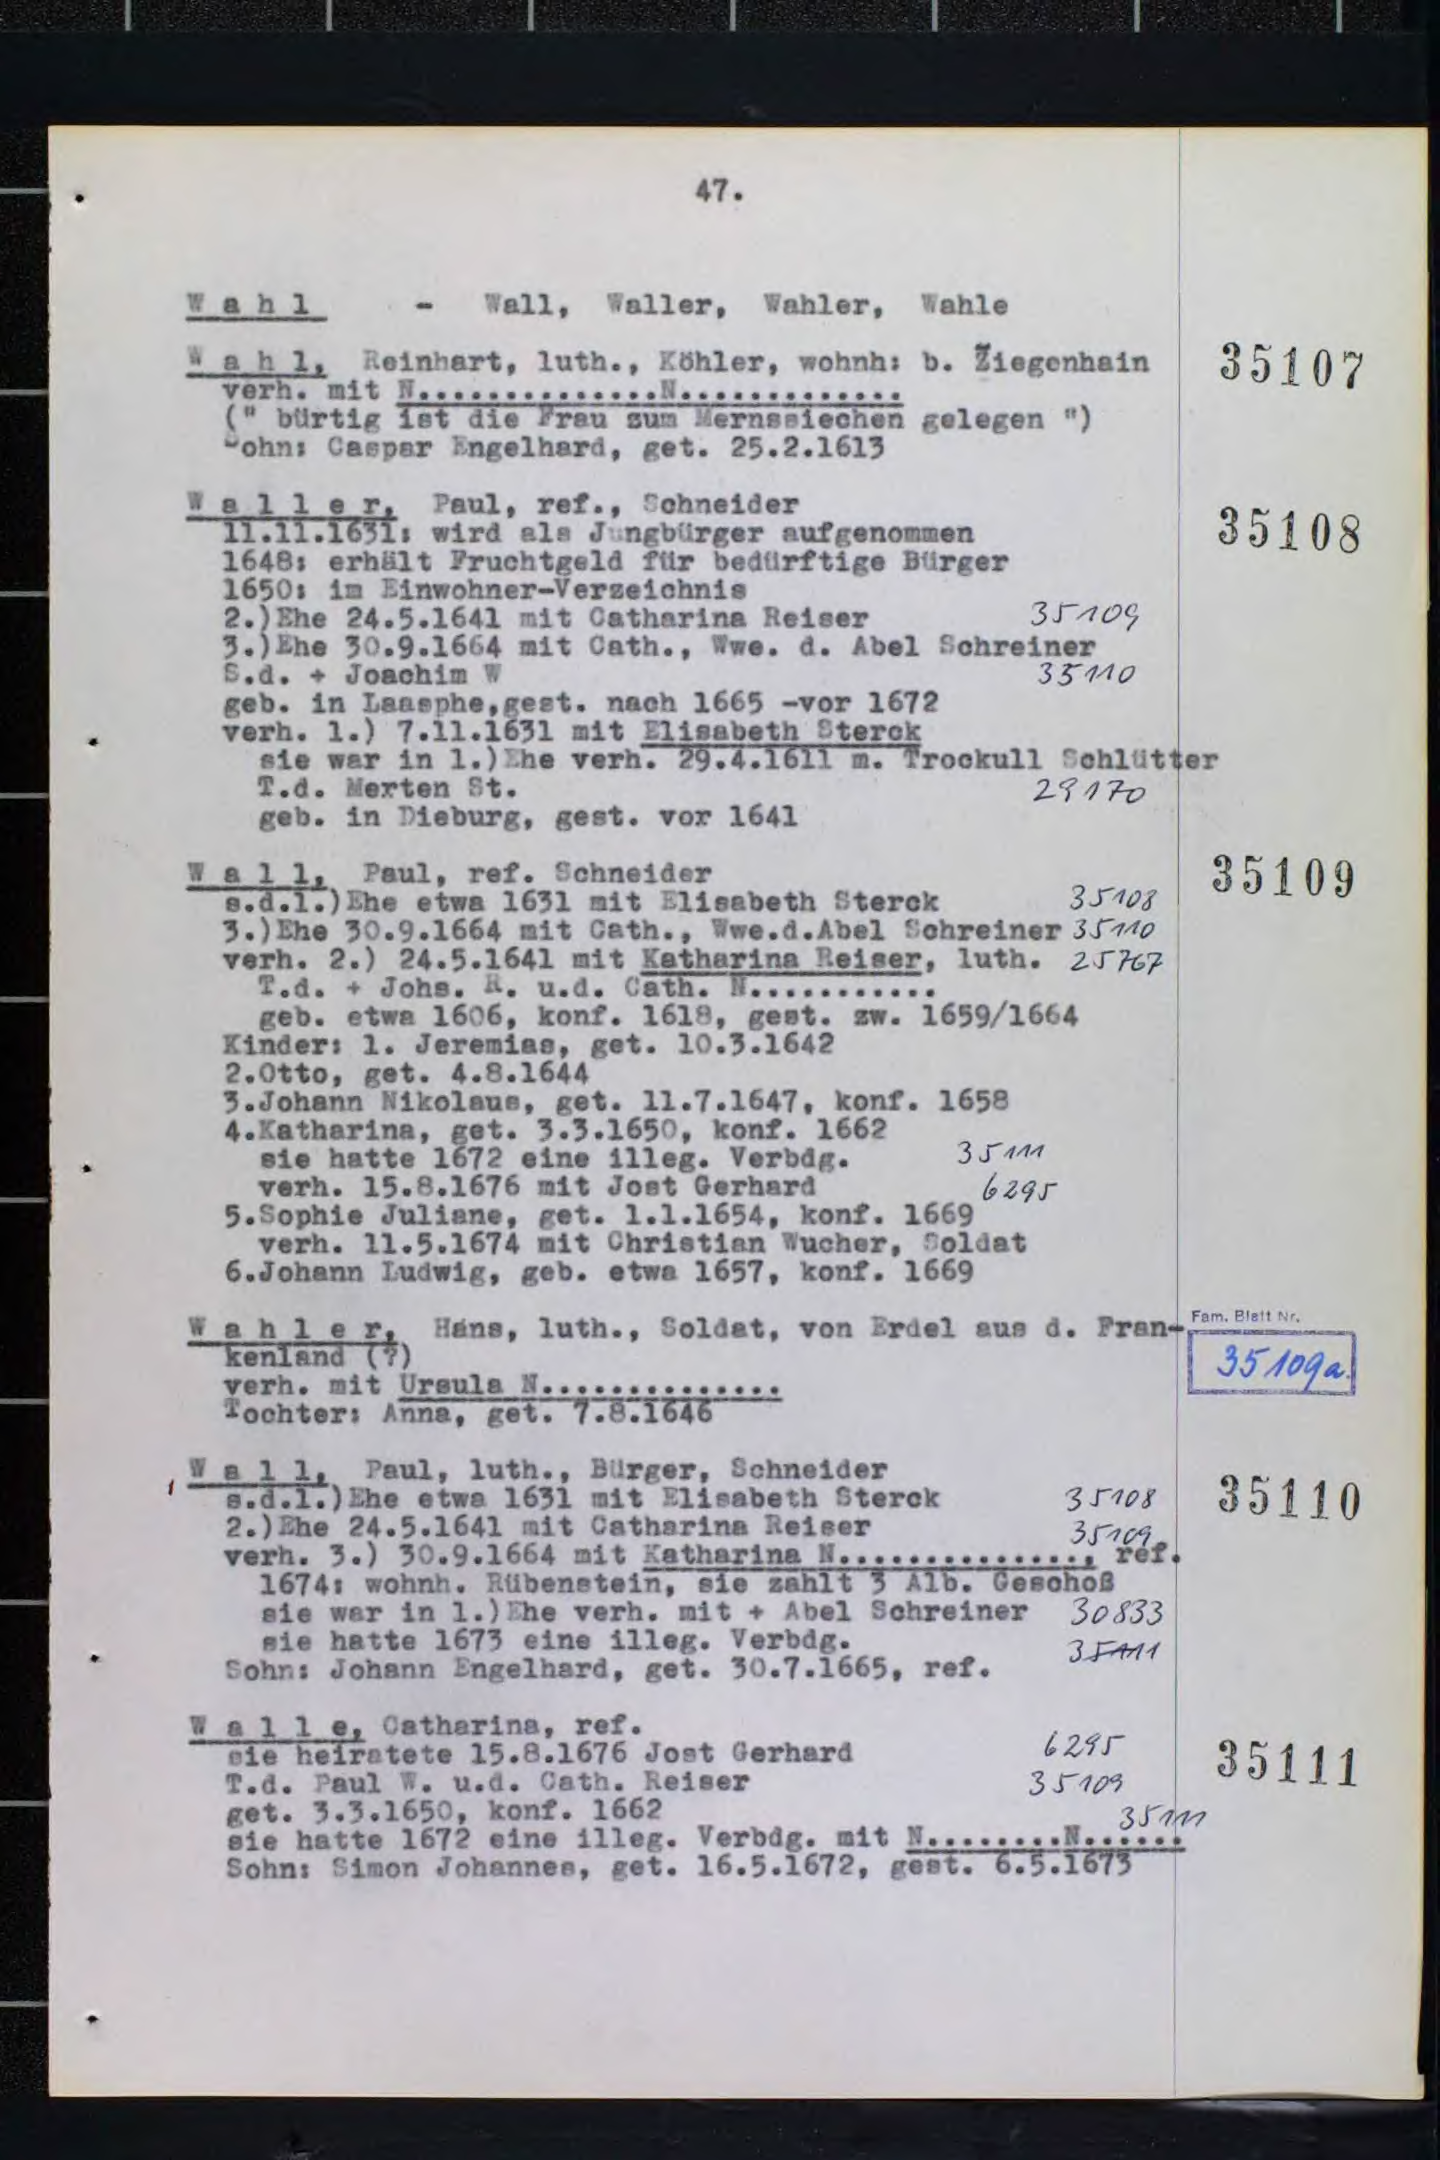 47.
W a h l - Wall, Waller, Wahler, Wahle
W a h l, Reinhart, luth., Köhler, wohnh: b. Ziegenhain 35107
verh. mit N..............N.............
(" bürtig ist die Frau zum Mernssiechen gelegen ")
Sohn: Caspar Engelhard, get. 25.2.1613
W a l l e r, Paul, ref., Schneider 35108
11.11.1631: wird als Jungbürger aufgenommen
1648: erhält Fruchtgeld für bedürftige Bürger
1650: im Einwohner-Verzeichnis
2.)Ehe 24.5.1641 mit Catharina Reiser 35109
3.)Ehe 30.9.1664 mit Cath., Wwe. d. Abel Schreiner
S.d. + Joachim W 35110
geb. in Laasphe,gest. nach 1665 -vor 1672
verh. 1.) 7.11.1631 mit Elisabeth Sterck
sie war in 1.)Ehe verh. 29.4.1611 m. Trockull Schlütter
T.d. Merten St. 29170
geb. in Dieburg, gest. vor 1641
W a l l, Paul, ref. Schneider 35109
s.d.1.)Ehe etwa 1631 mit Elisabeth Sterck 35108
3.)Ehe 30.9.1664 mit Cath., Wwe.d.Abel Schreiner 35110
verh. 2.) 24.5.1641 mit Katharina Reiser, luth. 25767
T.d. + Johs. R. u.d. Cath. N...........
geb. etwa 1606, konf. 1618, gest. zw. 1659/1664
Kinder: 1. Jeremias, get. 10.3.1642
2.Otto, get. 4.8.1644
3.Johann Nikolaus, get. 11.7.1647, konf. 1658
4.Katharina, get. 3.3.1650, konf. 1662
sie hatte 1672 eine illeg. Verbdg. 35111
verh. 15.8.1676 mit Jost Gerhard 6295
5.Sophie Juliane, get. 1.1.1654, konf. 1669
verh. 11.5.1674 mit Christian Wucher, Soldat
6.Johann Ludwig, geb. etwa 1657, konf. 1669
Fam. Blatt Nr.
W a h l e r, Hans, luth., Soldat, von Erdel aus d. Fran-
kenland (?) 35109a
verh. mit Ursula N..............
Tochter: Anna, get. 7.8.1646
W a l l, Paul, luth., Bürger, Schneider 35110
s.d.1.)Ehe etwa 1631 mit Elisabeth Sterck 35108
2.)Ehe 24.5.1641 mit Catharina Reiser 35109
verh. 3.) 30.9.1664 mit Katharina N..............., ref.
1674: wohnh. Rübenstein, sie zahlt 3 Alb. Geschoß
sie war in 1.)Ehe verh. mit + Abel Schreiner 30833
sie hatte 1673 eine illeg. Verbdg. 35111
Sohn: Johann Engelhard, get. 30.7.1665, ref.
W a l l e, Catharina, ref. 35111
sie heiratete 15.8.1676 Jost Gerhard 6295
T.d. Paul W. u.d. Cath. Reiser 35109
get. 3.3.1650, konf. 1662 35111
sie hatte 1672 eine illeg. Verbdg. mit N........N......
Sohn: Simon Johannes, get. 16.5.1672, gest. 6.5.1673